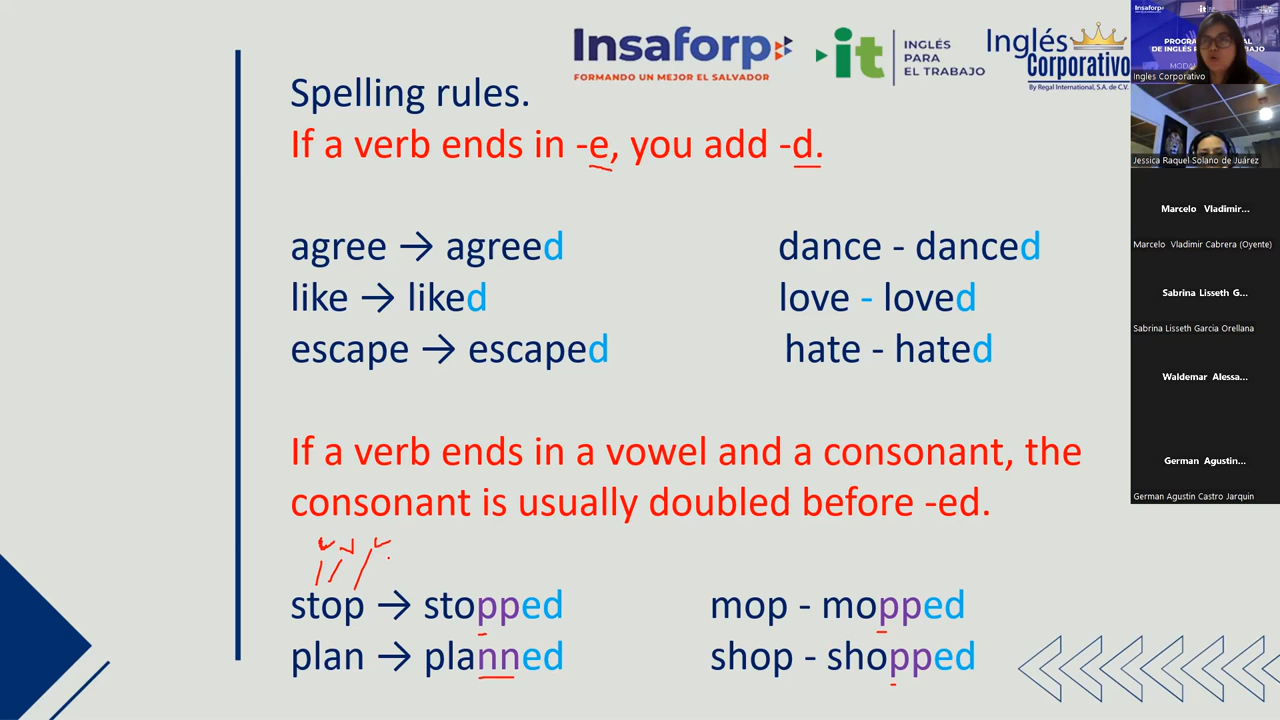 Insaforp
FORMANDO UN MEJOR EL SALVADOR
it
INGLÉS
PARA
EL TRABAJO
Inglés
Corporativo
By Regal International, S.A. de C.V.
Spelling rules.
If a verb ends in -e, you add -d.
agree → agreed
dance - danced
like → liked
love - loved
escape → escaped
hate - hated
If a verb ends in a vowel and a consonant, the
consonant is usually doubled before -ed.
stop → stopped
mop - mopped
plan → planned
shop - shopped
Insaforp
it
Ingles Corporativo
Jessica Raquel Solano de Juárez
Marcelo Vladimir...
Marcelo Vladimir Cabrera (Oyente)
Sabrina Lisseth G...
Sabrina Lisseth Garcia Orellana
Waldemar Alessa...
German Agustin...
German Agustin Castro Jarquin